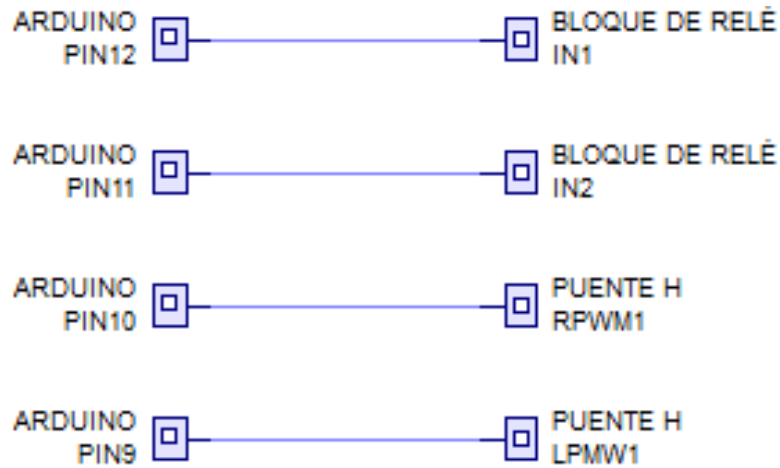 ARDUINO
PIN12
BLOQUE DE RELÉ
IN1
ARDUINO
PIN11
BLOQUE DE RELÉ
IN2
ARDUINO
PIN10
PUENTE H
RPWM1
ARDUINO
PIN9
PUENTE H
LPMW1